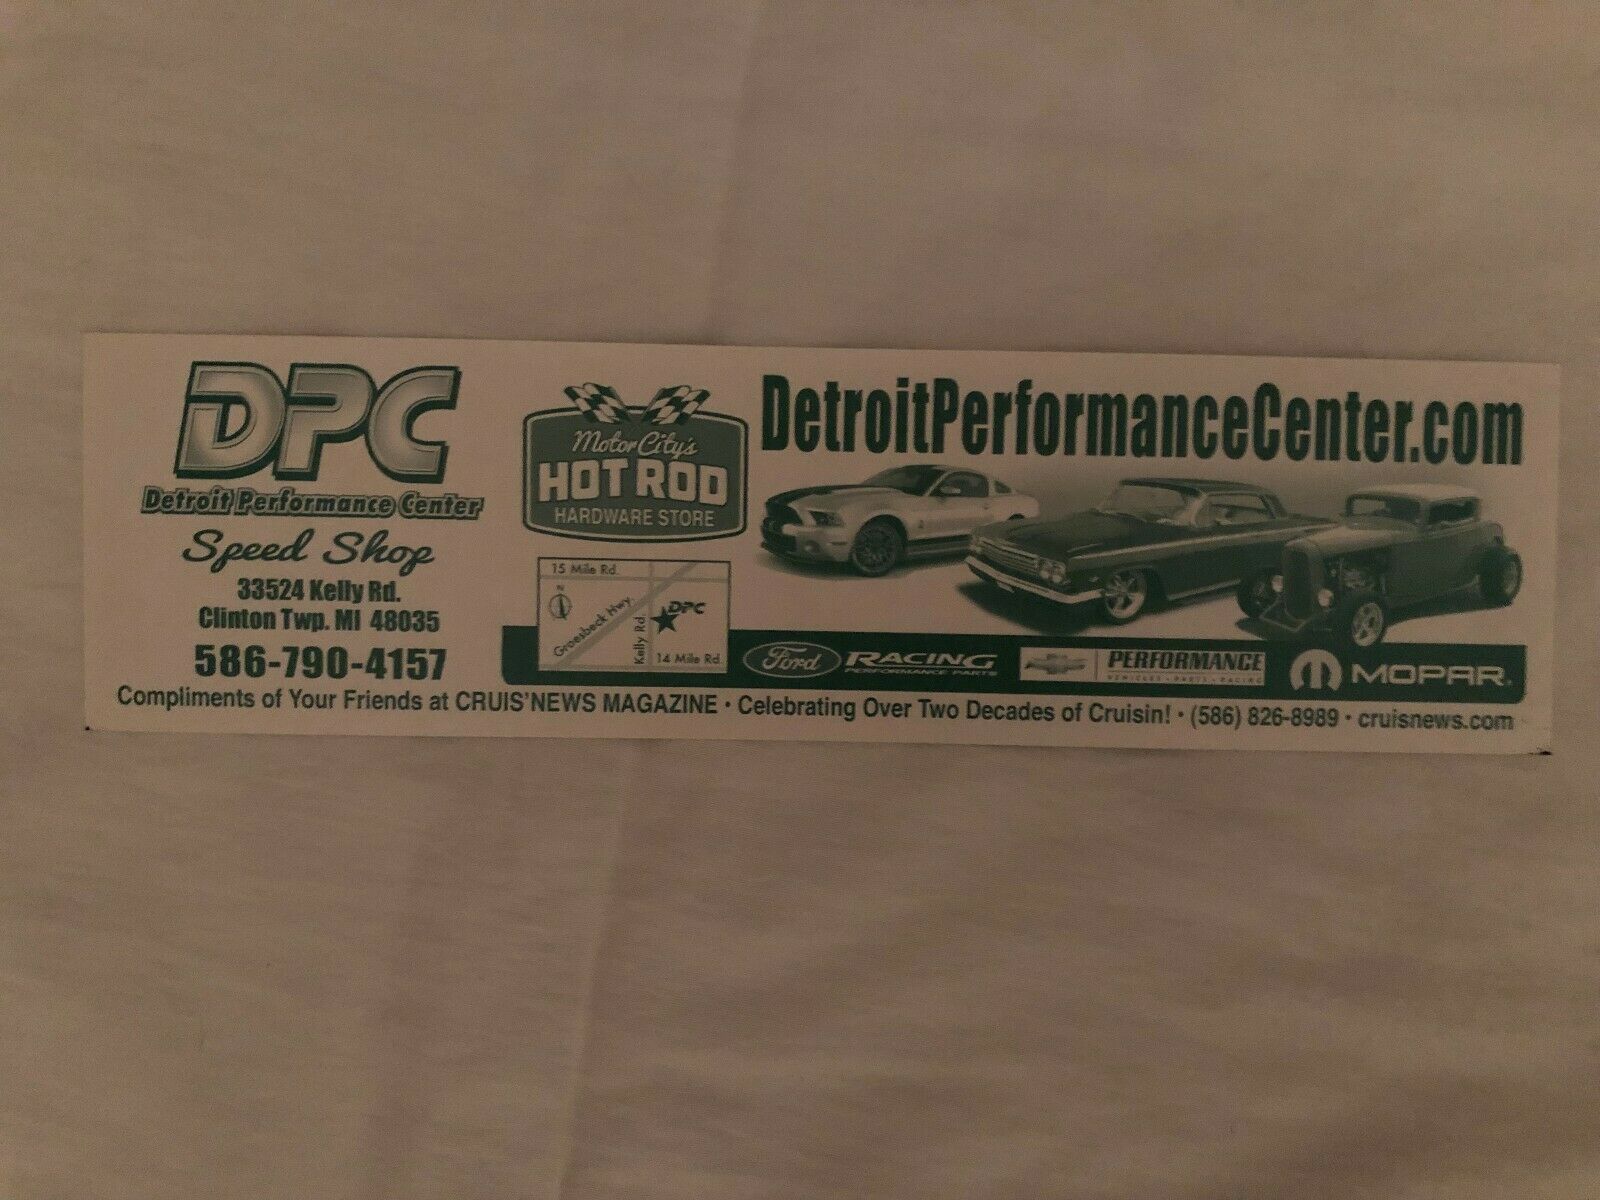 DPC
Detroit Performance Center
Speed Shop
33524 Kelly Rd.
Clinton Twp. MI 48035
586-790-4157
Motor City's
HOT ROD
HARDWARE STORE
15 Mile Rd.
N
Groesbeck Hwy.
Kelly Rd
DPC
14 Mile Rd.
DetroitPerformanceCenter.com
Ford RACING
PERFORMANCE PARTS
PERFORMANCE
VEHICLES • PARTS • RACING
MOPAR
Compliments of Your Friends at CRUIS'NEWS MAGAZINE • Celebrating Over Two Decades of Cruisin! • (586) 826-8989 • cruisnews.com